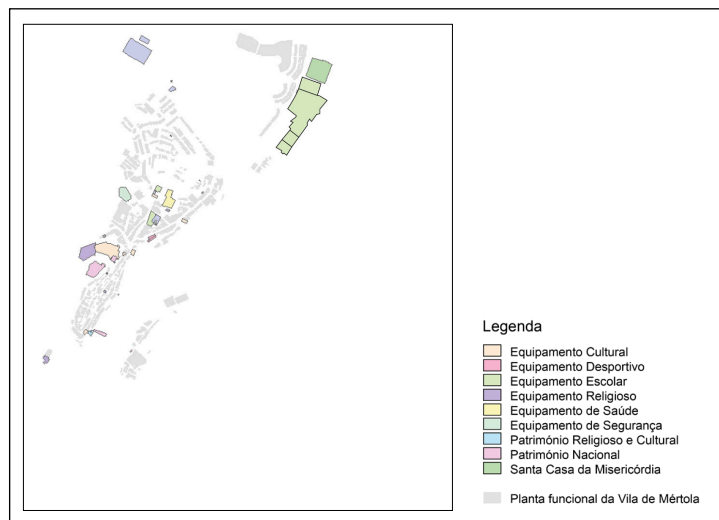 Legenda
Equipamento Cultural
Equipamento Desportivo
Equipamento Escolar
Equipamento Religioso
Equipamento de Saúde
Equipamento de Segurança
Património Religioso e Cultural
Património Nacional
Santa Casa da Misericórdia
Planta funcional da Vila de Mértola